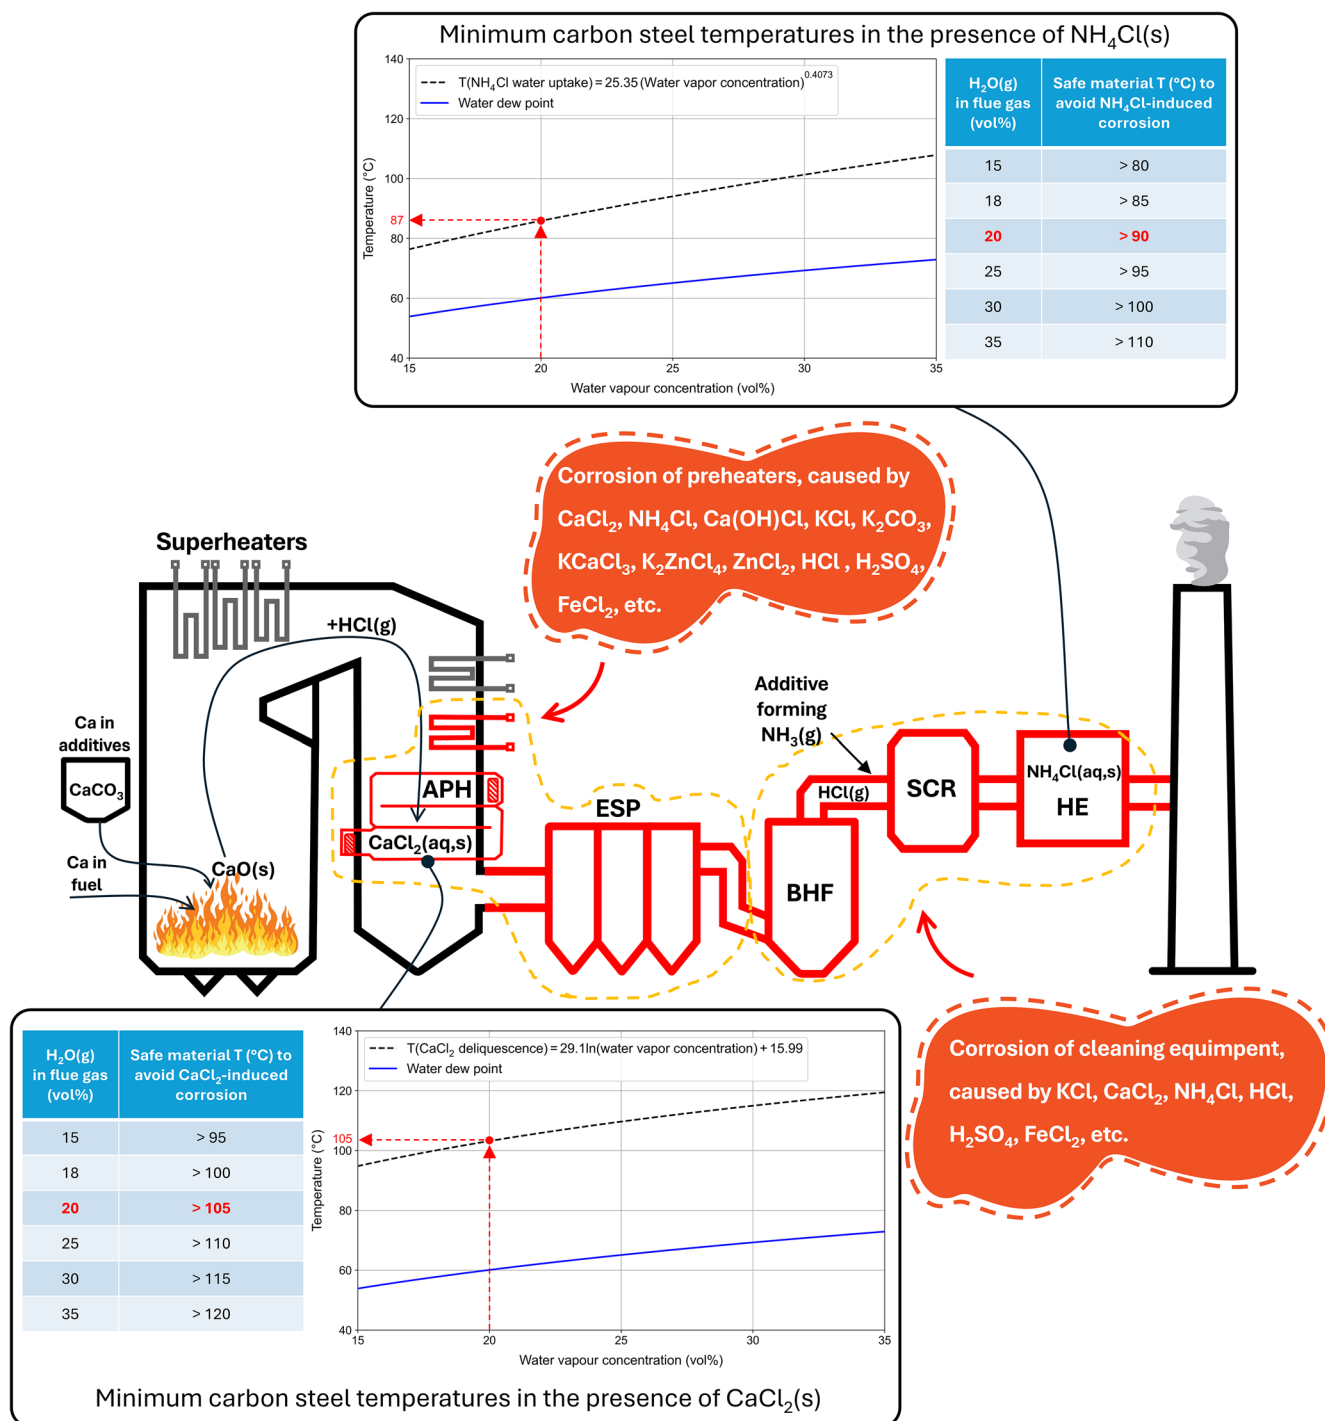 Minimum carbon steel temperatures in the presence of NH₄Cl(s)
140
120
100
87
80
60
40
Temperature (°C)
T(NH₄Cl water uptake) = 25.35 (Water vapor concentration)^0.4073
Water dew point
15
20
25
30
35
Water vapour concentration (vol%)
H₂O(g) in flue gas (vol%)
Safe material T (°C) to avoid NH₄Cl-induced corrosion
15 > 80
18 > 85
20 > 90
25 > 95
30 > 100
35 > 110
Corrosion of preheaters, caused by
CaCl₂, NH₄Cl, Ca(OH)Cl, KCl, K₂CO₃,
KCaCl₃, K₂ZnCl₄, ZnCl₂, HCl , H₂SO₄,
FeCl₂, etc.
Superheaters
+HCl(g)
Ca in
additives
CaCO₃
Ca in
fuel
CaO(s)
APH
CaCl₂(aq,s)
ESP
BHF
Additive
forming
NH₃(g)
HCl(g)
SCR
NH₄Cl(aq,s)
HE
Corrosion of cleaning equimpent,
caused by KCl, CaCl₂, NH₄Cl, HCl,
H₂SO₄, FeCl₂, etc.
H₂O(g) in flue gas (vol%)
Safe material T (°C) to avoid CaCl₂-induced corrosion
15 > 95
18 > 100
20 > 105
25 > 110
30 > 115
35 > 120
140
120
105
100
80
60
40
Temperature (°C)
T(CaCl₂ deliquescence) = 29.1ln(water vapor concentration) + 15.99
Water dew point
15
20
25
30
35
Water vapour concentration (vol%)
Minimum carbon steel temperatures in the presence of CaCl₂(s)